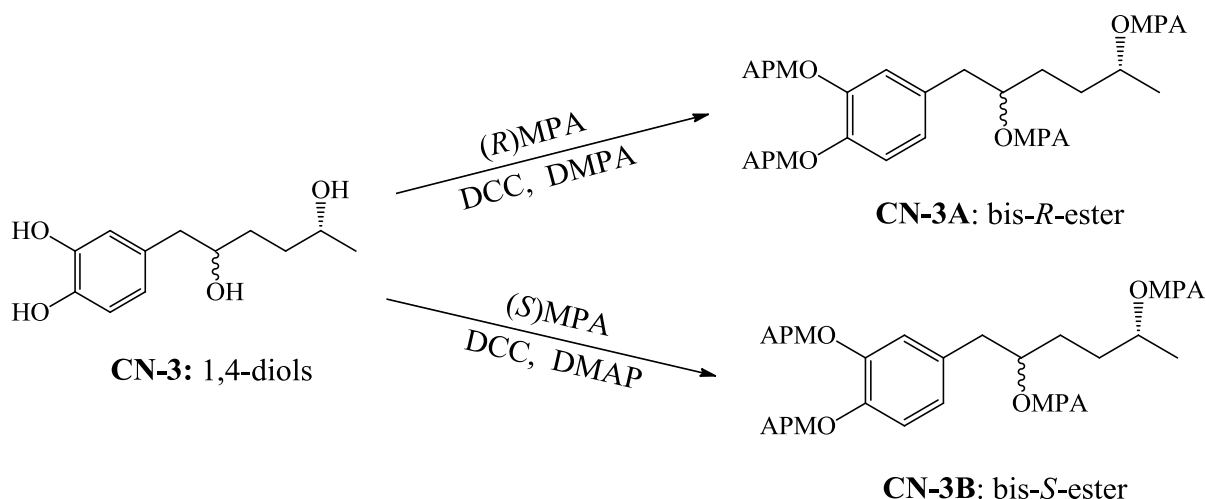 OMPA
APMO
(R)MPA
DCC, DMPA
OMPA
APMO
CN-3A: bis-R-ester
OH
HO
HO
OH
CN-3: 1,4-diols
(S)MPA
DCC, DMAP
OMPA
APMO
OMPA
APMO
CN-3B: bis-S-ester